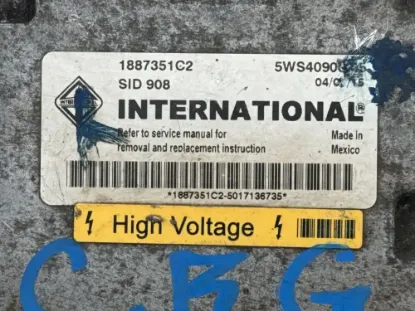 1887351C2
SID 908
INTERNATIONAL®
Refer to service manual for
removal and replacement instruction
Made in
Mexico
*1887351C2-5017136735*
High Voltage
C.B.G